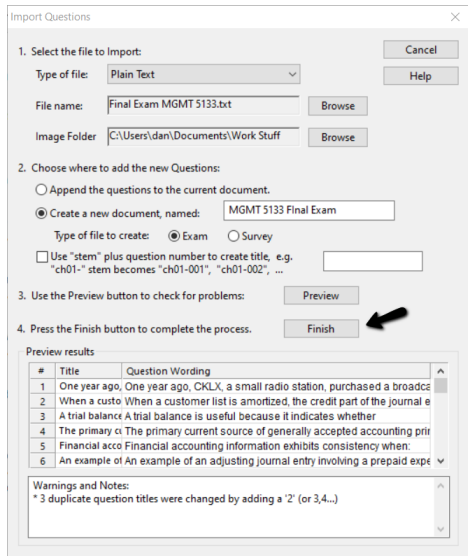 Import Questions
1. Select the file to Import:
Cancel
Type of file: Plain Text
Help
File name: Final Exam MGMT 5133.txt Browse
Image Folder C:\Users\dan\Documents\Work Stuff Browse
2. Choose where to add the new Questions:
Append the questions to the current document.
Create a new document, named: MGMT 5133 FInal Exam
Type of file to create: Exam Survey
Use "stem" plus question number to create title, e.g.
"ch01-" stem becomes "ch01-001", "ch01-002", ...
3. Use the Preview button to check for problems: Preview
4. Press the Finish button to complete the process. Finish
Preview results
# Title Question Wording
1 One year ago, One year ago, CKLX, a small radio station, purchased a broadca
2 When a custo When a customer list is amortized, the credit part of the journal e
3 A trial balance A trial balance is useful because it indicates whether
4 The primary cu The primary current source of generally accepted accounting prin
5 Financial acco Financial accounting information exhibits consistency when:
6 An example of An example of an adjusting journal entry involving a prepaid expe
Warnings and Notes:
* 3 duplicate question titles were changed by adding a '2' (or 3,4...)